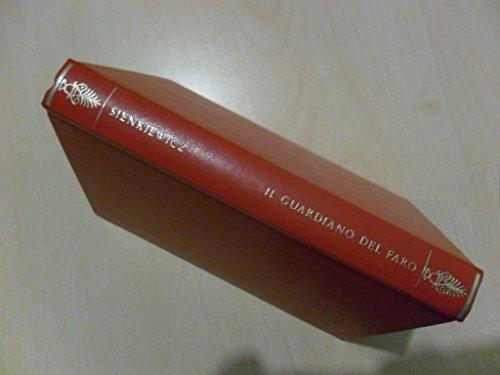 SIENKIEWICZ
IL GUARDIANO DEL FARO